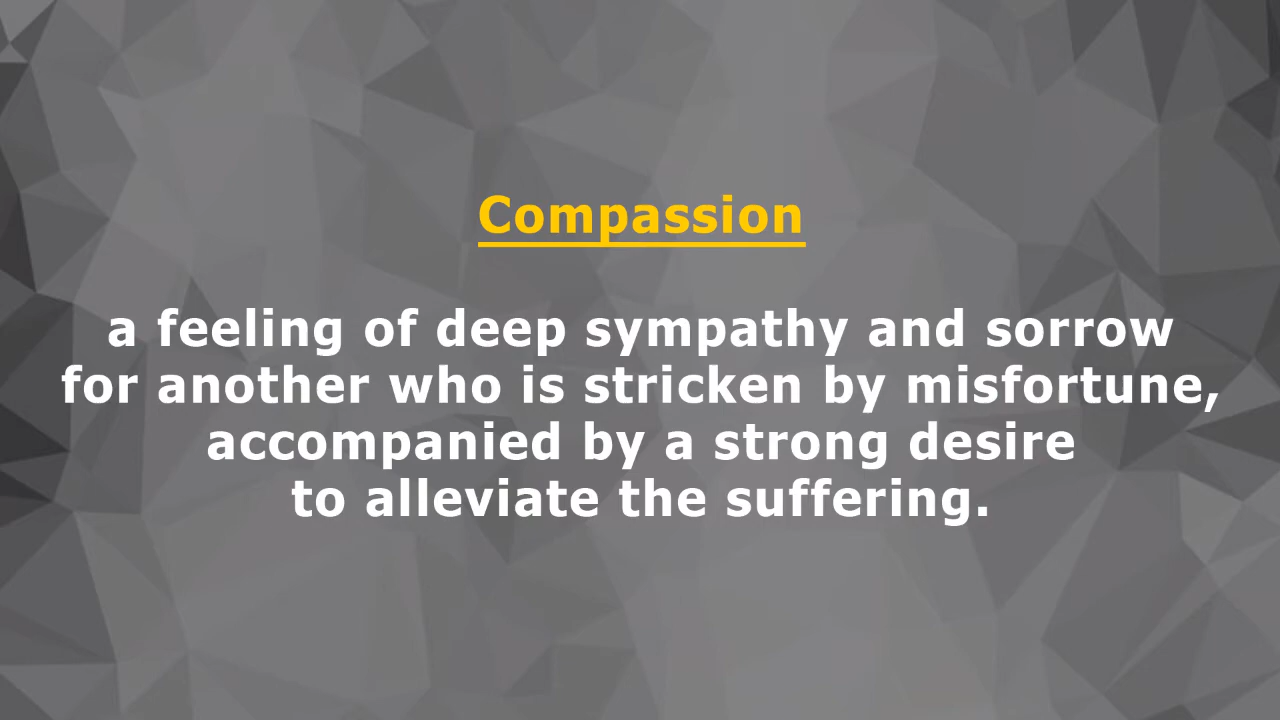 Compassion
a feeling of deep sympathy and sorrow
for another who is stricken by misfortune,
accompanied by a strong desire
to alleviate the suffering.